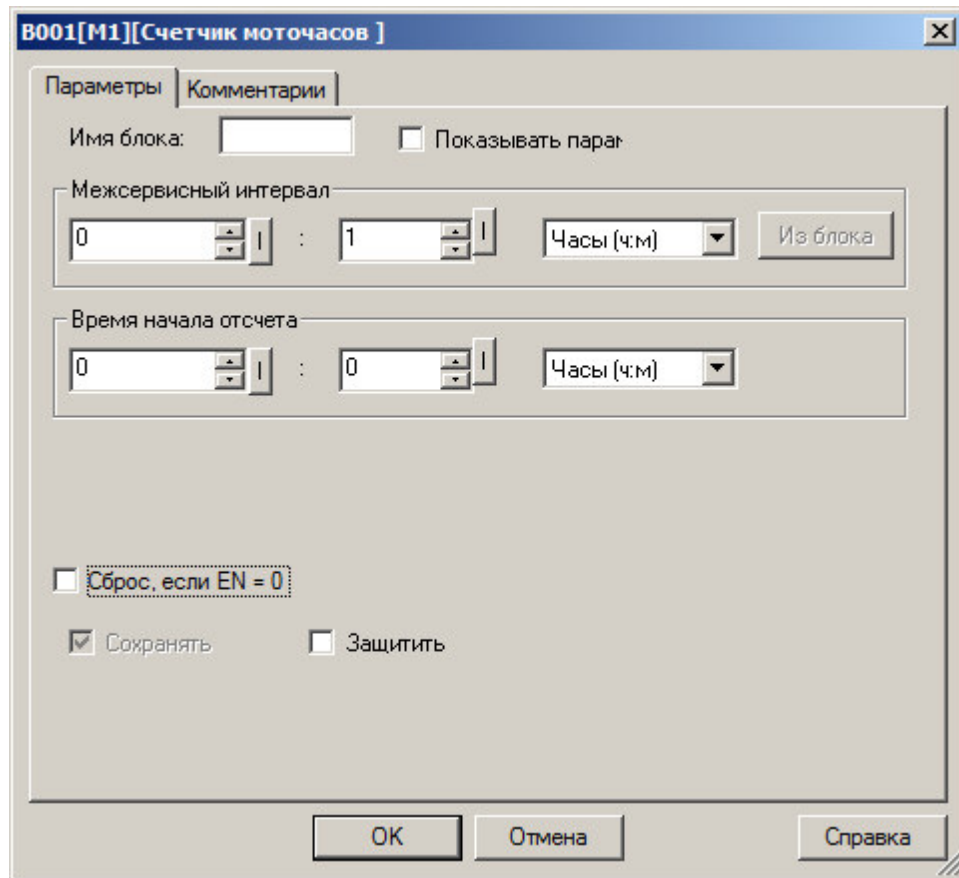 B001[M1][Счетчик моточасов ]
Параметры Комментарии
Имя блока: Показывать парам
Межсервисный интервал
0 : 1 Часы (ч:м) Из блока
Время начала отсчета
0 : 0 Часы (ч:м)
Сброс, если EN = 0
Сохранять Защитить
OK Отмена Справка